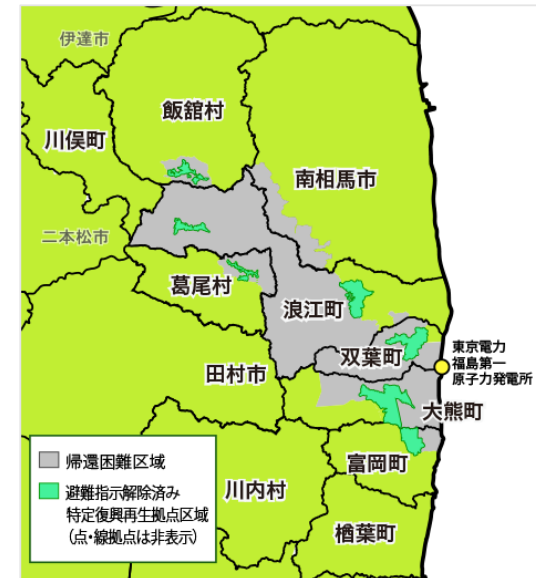 伊達市
飯舘村
川俣町
南相馬市
二本松市
葛尾村
浪江町
双葉町
東京電力
福島第一
原子力発電所
田村市
大熊町
富岡町
川内村
楢葉町
帰還困難区域
避難指示解除済み
特定復興再生拠点区域
（点・線拠点は非表示）